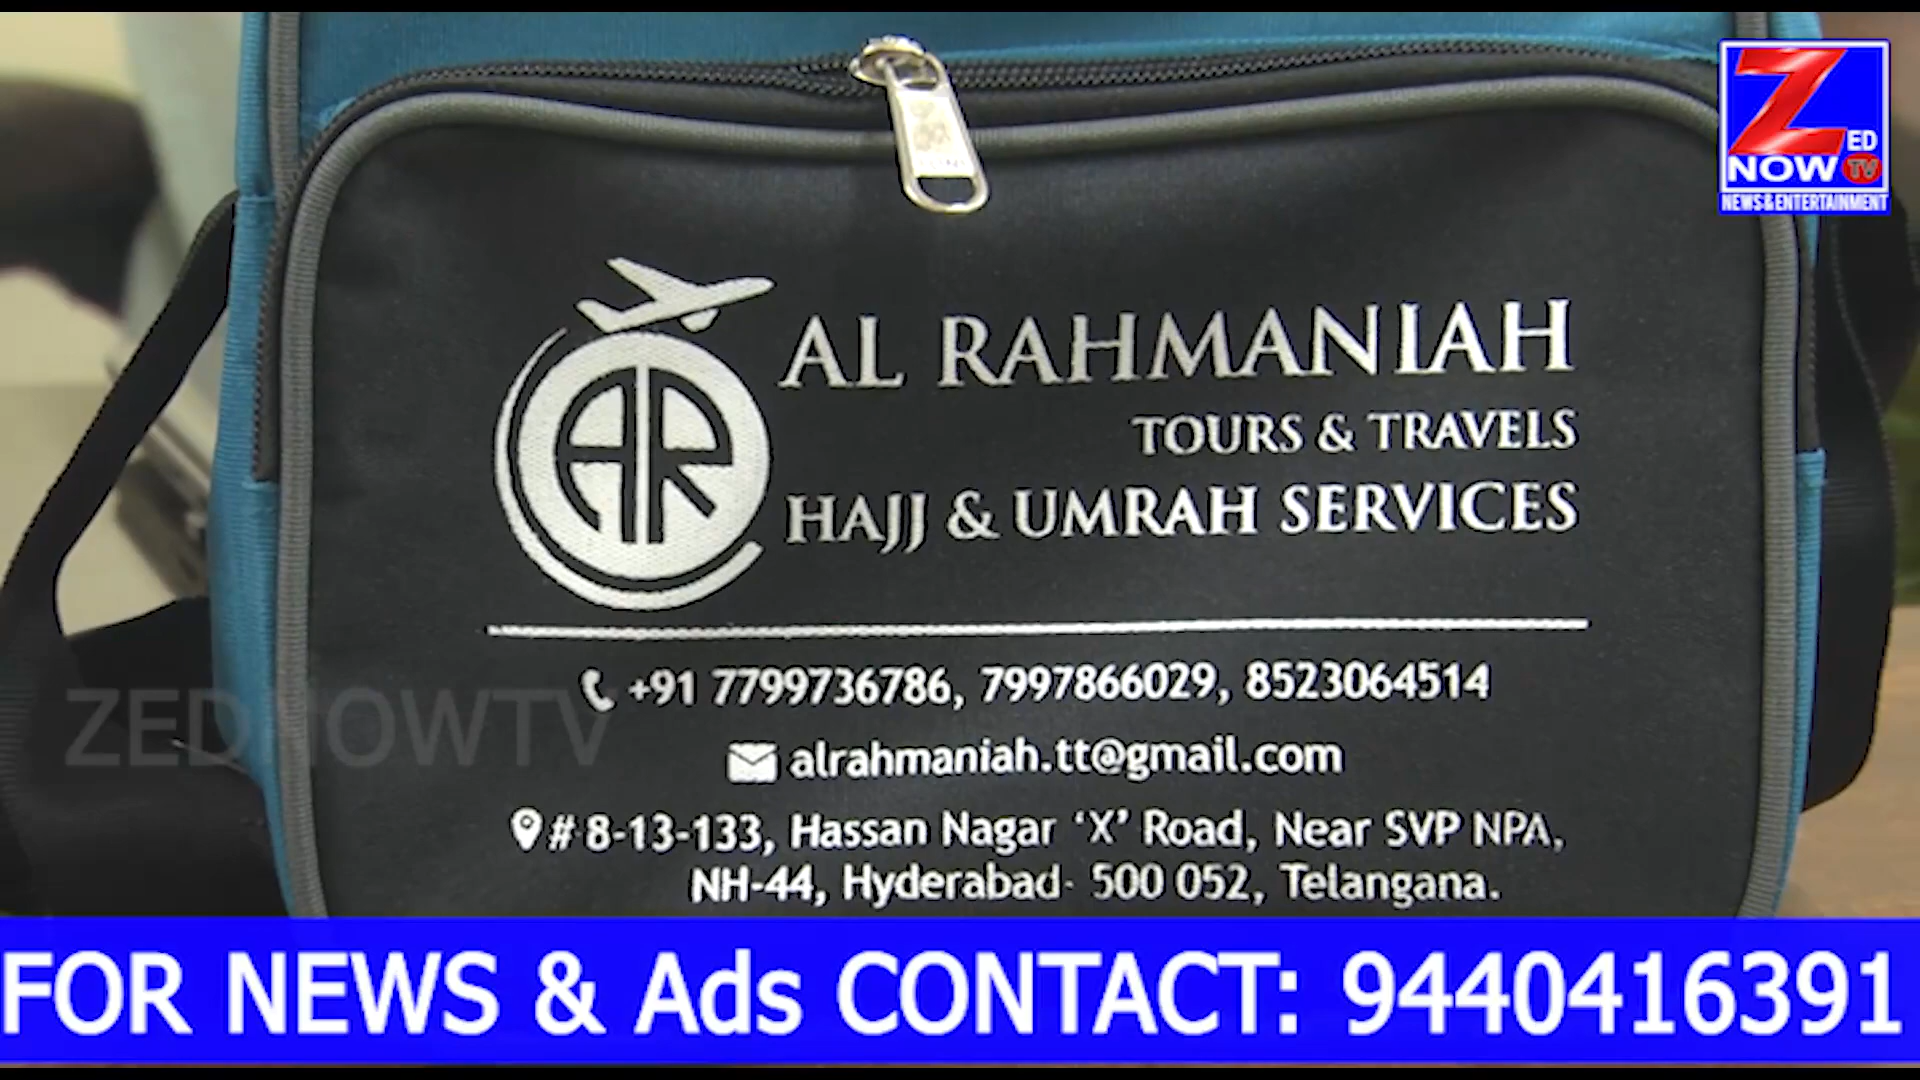 Z ED
NOW TV
NEWS & ENTERTAINMENT
AR
AL RAHMANIAH
TOURS & TRAVELS
HAJJ & UMRAH SERVICES
+91 7799736786, 7997866029, 8523064514
ZEDNOWTV
alrahmaniah.tt@gmail.com
# 8-13-133, Hassan Nagar ‘X’ Road, Near SVP NPA,
NH-44, Hyderabad- 500 052, Telangana.
FOR NEWS & Ads CONTACT: 9440416391